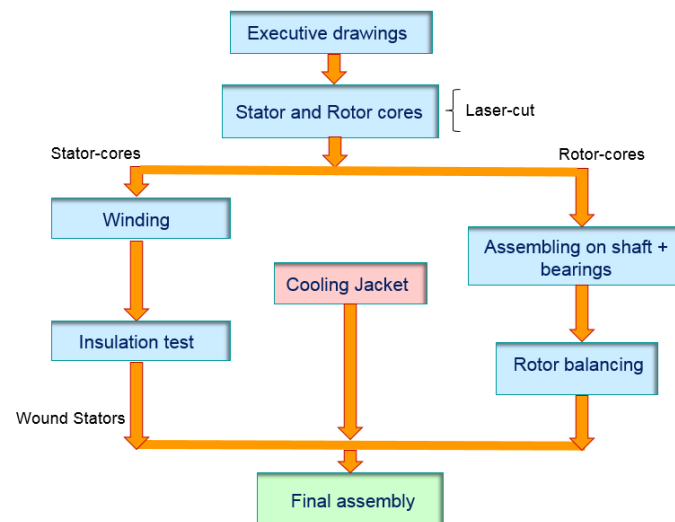 Executive drawings
Stator and Rotor cores
Laser-cut
Stator-cores
Rotor-cores
Winding
Assembling on shaft +
bearings
Cooling Jacket
Insulation test
Rotor balancing
Wound Stators
Final assembly